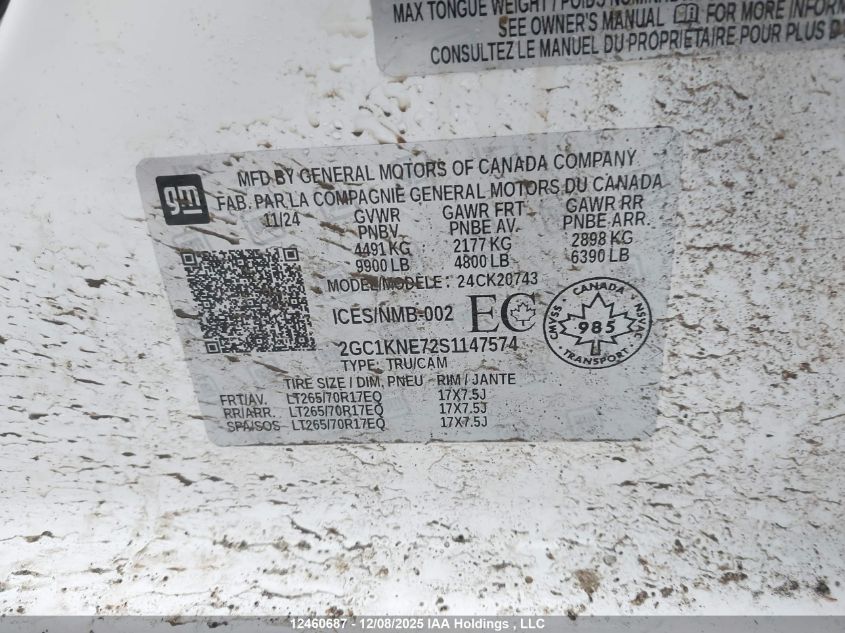 MAX TONGUE WEIGHT / POIDS
SEE OWNER'S MANUAL FOR MORE
CONSULTEZ LE MANUEL DU PROPRIÉTAIRE POUR PLUS
gm
MFD BY GENERAL MOTORS OF CANADA COMPANY
FAB. PAR LA COMPAGNIE GENERAL MOTORS DU CANADA
11/24 GVWR GAWR FRT GAWR RR
PNBV PNBE AV. PNBE ARR.
4491 KG 2177 KG 2898 KG
9900 LB 4800 LB 6390 LB
MODEL/MODÈLE: 24CK20743
ICES/NMB-002 EC
CANADA
CMVSS 985 NSVAC
TRANSPORT
2GC1KNE72S1147574
TYPE: TRU/CAM
TIRE SIZE / DIM. PNEU RIM / JANTE
FRT/AV. LT265/70R17EQ 17X7.5J
RR/ARR. LT265/70R17EQ 17X7.5J
SPA/SOS LT265/70R17EQ 17X7.5J
12460687 - 12/08/2025 IAA Holdings, LLC